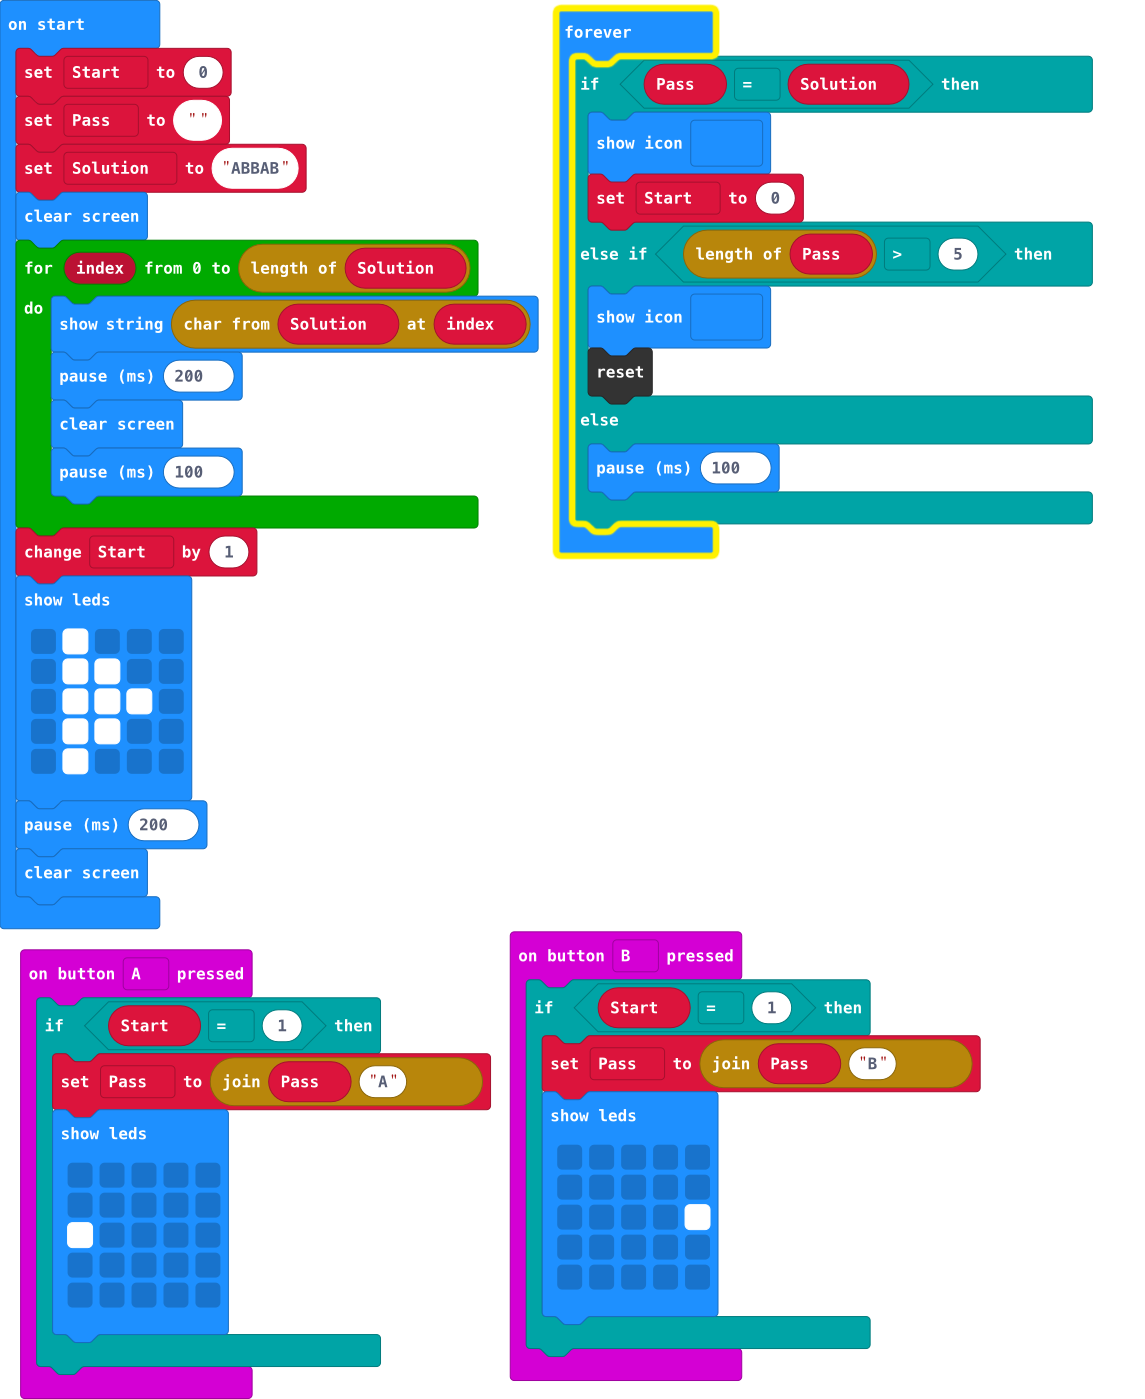 on start
set Start to 0
set Pass to " "
set Solution to "ABBAB"
clear screen
for index from 0 to length of Solution
do
show string char from Solution at index
pause (ms) 200
clear screen
pause (ms) 100
change Start by 1
show leds
pause (ms) 200
clear screen
forever
if Pass = Solution then
show icon
set Start to 0
else if length of Pass > 5 then
show icon
reset
else
pause (ms) 100
on button A pressed
if Start = 1 then
set Pass to join Pass "A"
show leds
on button B pressed
if Start = 1 then
set Pass to join Pass "B"
show leds